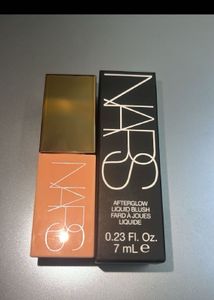 NARS
NARS
AFTERGLOW
LIQUID BLUSH
FARD À JOUES
LIQUIDE
0.23 Fl. Oz.
7 mL ℮